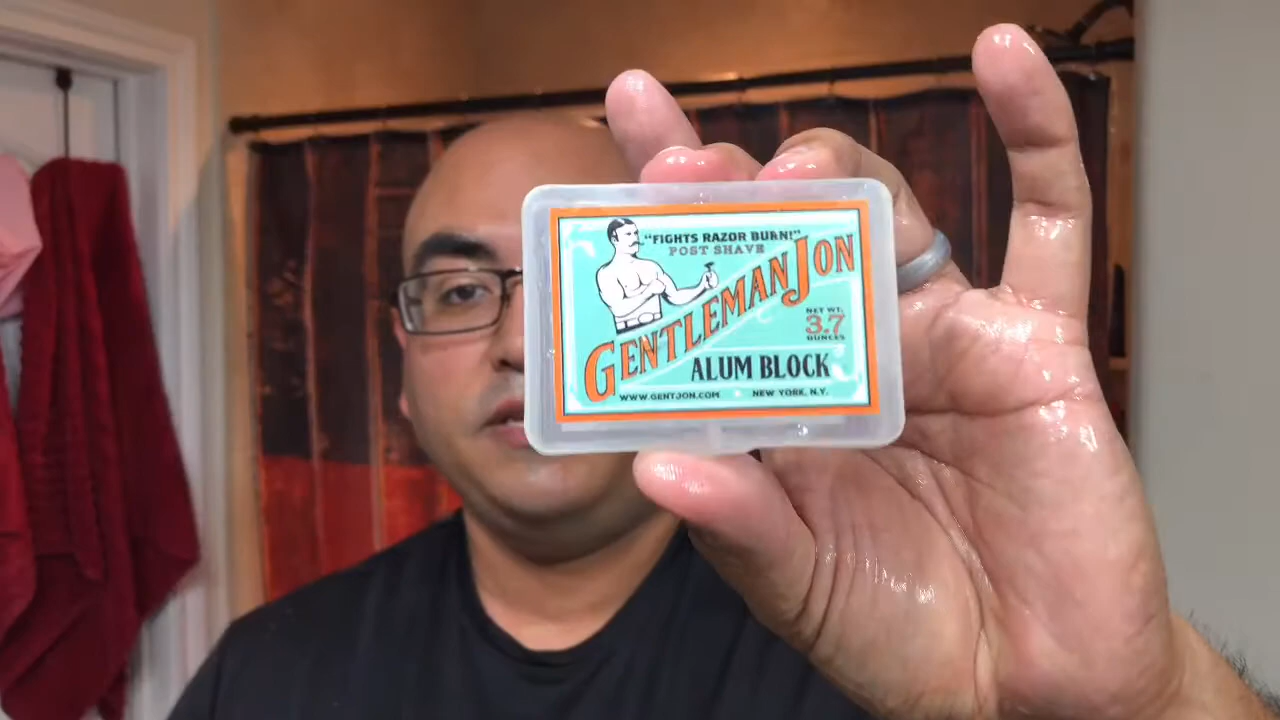 "FIGHTS RAZOR BURN!"
POST SHAVE
GENTLEMAN JON
NET WT.
3.7
OUNCES
ALUM BLOCK
WWW.GENTJON.COM NEW YORK, N.Y.